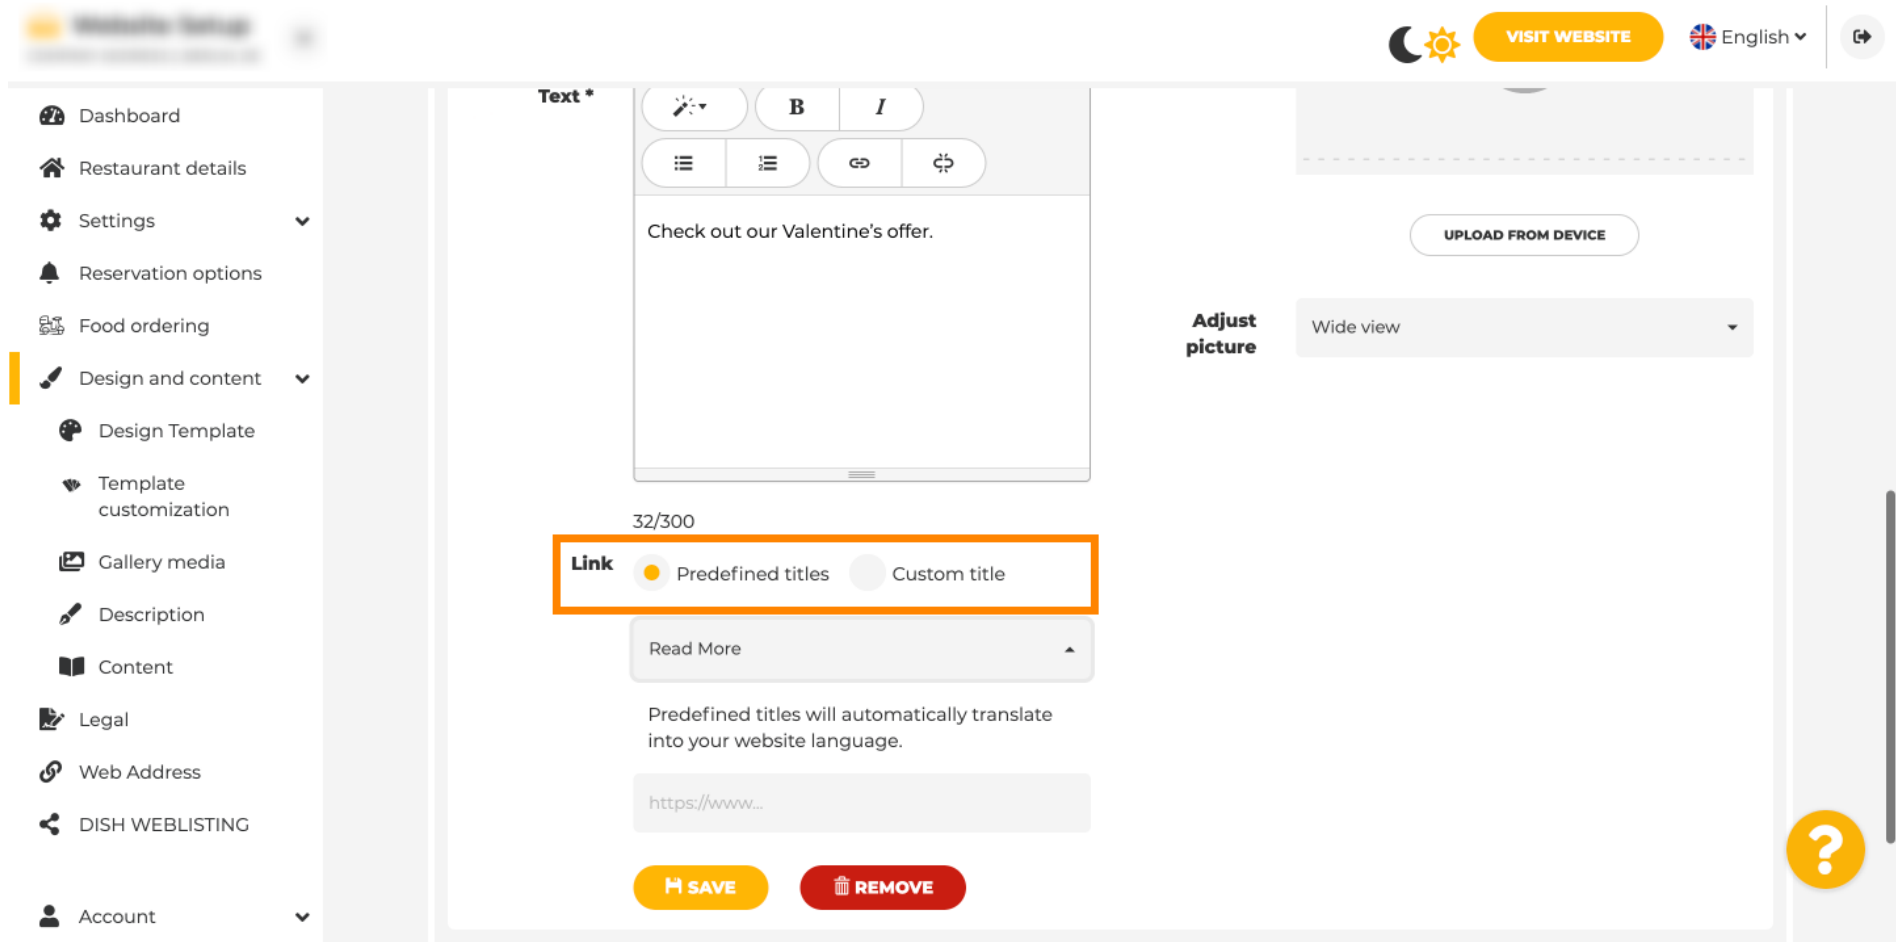 VISIT WEBSITE
English
Dashboard
Restaurant details
Settings
Reservation options
Food ordering
Design and content
Design Template
Template
customization
Gallery media
Description
Content
Legal
Web Address
DISH WEBLISTING
Account
Text *
B I
Check out our Valentine's offer.
32/300
Link
Predefined titles
Custom title
Read More
Predefined titles will automatically translate
into your website language.
https://www...
SAVE
REMOVE
UPLOAD FROM DEVICE
Adjust
picture
Wide view
?